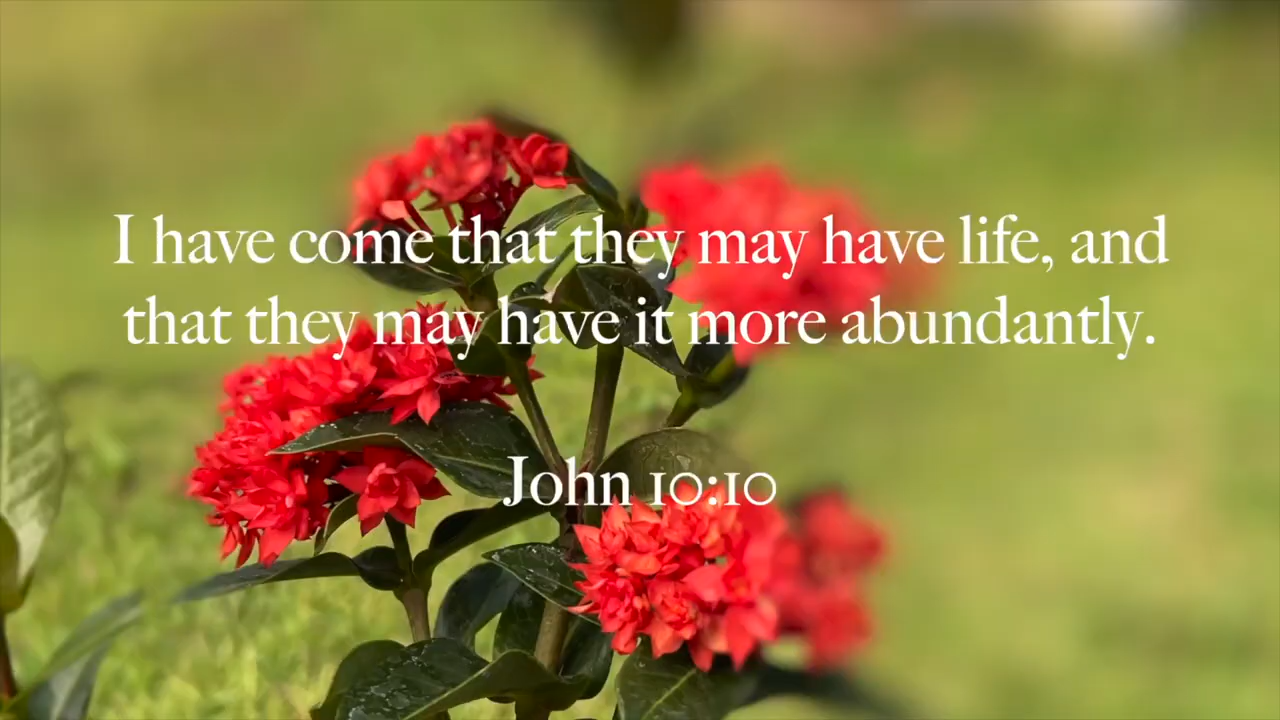 I have come that they may have life, and
that they may have it more abundantly.
John 10:10